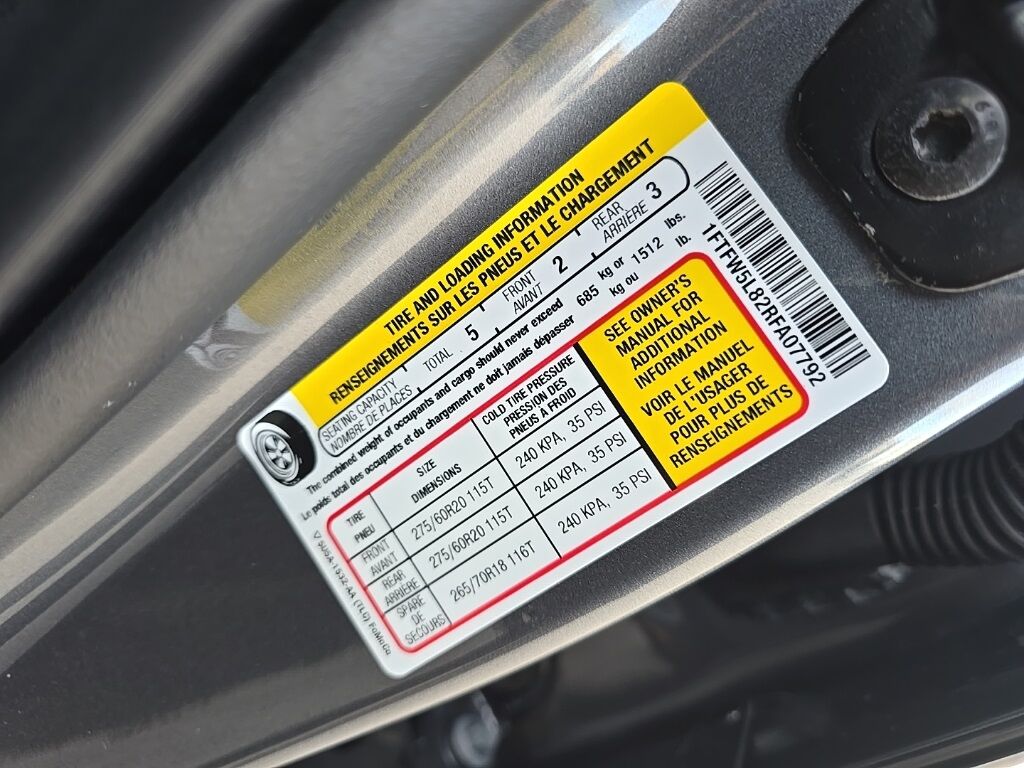 TIRE AND LOADING INFORMATION
RENSEIGNEMENTS SUR LES PNEUS ET LE CHARGEMENT
SEATING CAPACITY
NOMBRE DE PLACES
TOTAL 5
FRONT
AVANT
2
REAR
ARRIÈRE
3
The combined weight of occupants and cargo should never exceed 685 kg or 1512 lbs.
Le poids total des occupants et du chargement ne doit jamais dépasser kg ou lb.
TIRE
PNEU
SIZE
DIMENSIONS
COLD TIRE PRESSURE
PRESSION DES
PNEUS A FROID
FRONT
AVANT
275/60R20 115T
240 KPA, 35 PSI
REAR
ARRIÈRE
275/60R20 115T
240 KPA, 35 PSI
SPARE
DE
SECOURS
265/70R18 116T
240 KPA, 35 PSI
SEE OWNER'S
MANUAL FOR
ADDITIONAL
INFORMATION
VOIR LE MANUEL
DE L'USAGER
POUR PLUS DE
RENSEIGNEMENTS
1FTFW5L82RFA07792
(TLG) FoMoCo